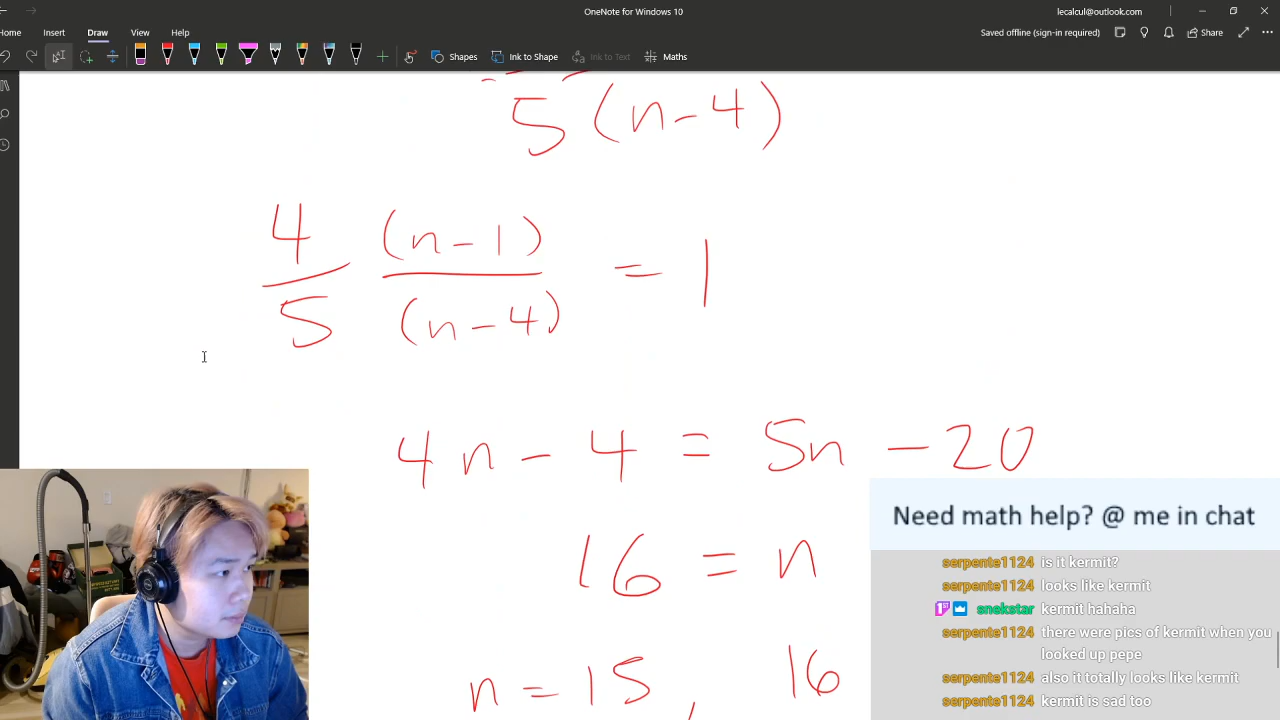 OneNote for Windows 10
lecalcul@outlook.com
Home Insert Draw View Help
Saved offline (sign-in required)
Share
Shapes Ink to Shape Ink to Text Maths
5 (n-4)
4 (n-1)
5 (n-4) = 1
4n - 4 = 5n - 20
16 = n
n = 15, 16
Need math help? @ me in chat
serpente1124 is it kermit?
serpente1124 looks like kermit
1ST snekstar kermit hahaha
serpente1124 there were pics of kermit when you
looked up pepe
serpente1124 also it totally looks like kermit
serpente1124 kermit is sad too